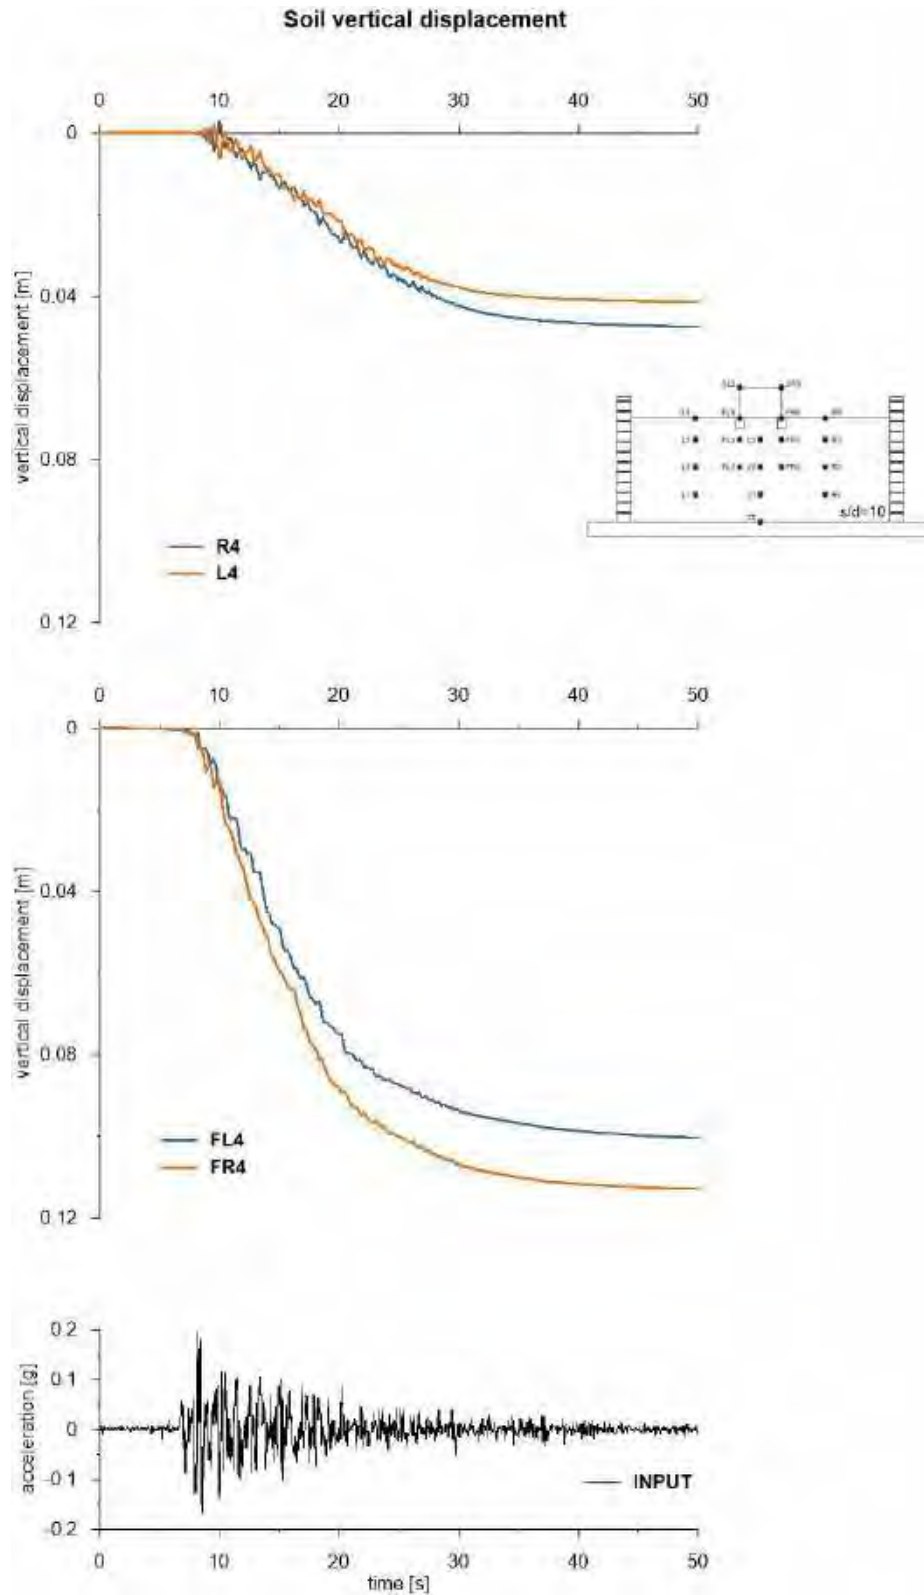 Soil vertical displacement
0 10 20 30 40 50
0
0.04
0.08
0.12
vertical displacement [m]
s/d=10
R4
L4
0 10 20 30 40 50
0
0.04
0.08
0.12
vertical displacement [m]
FL4
FR4
0.2
0.1
0
-0.1
-0.2
acceleration [g]
INPUT
0 10 20 30 40 50
time [s]